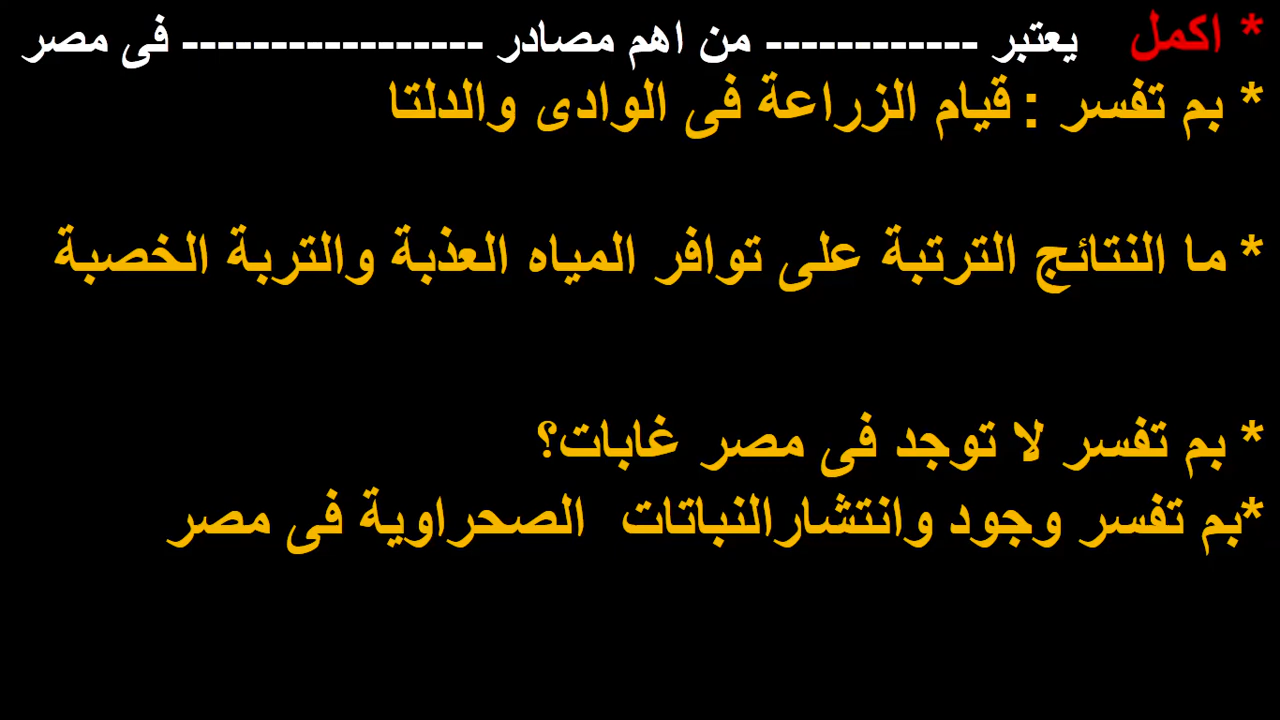 * اكمل يعتبر ------------ من اهم مصادر ----------------- فى مصر
* بم تفسر : قيام الزراعة فى الوادى والدلتا
* ما النتائج الترتبة على توافر المياه العذبة والتربة الخصبة
* بم تفسر لا توجد فى مصر غابات؟
*بم تفسر وجود وانتشارالنباتات الصحراوية فى مصر